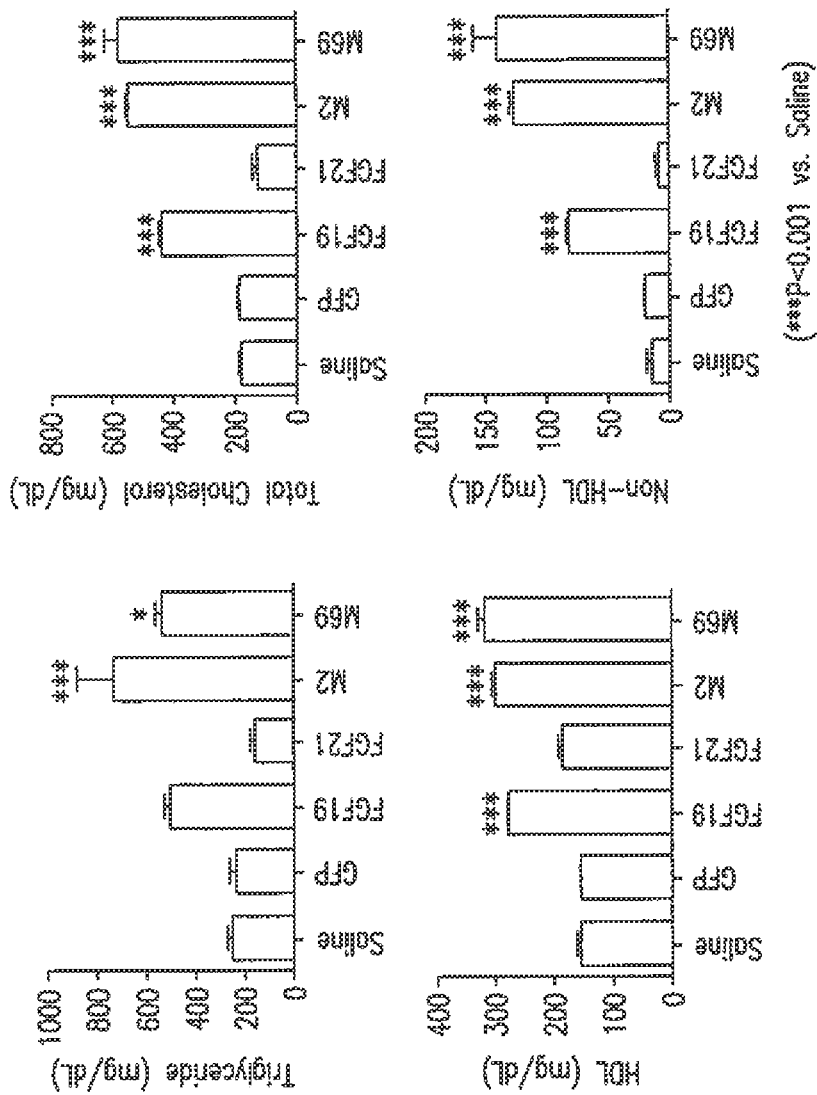 Triglyceride (mg/dL)
1000
800
600
400
200
0
Saline
GFP
FGF19
FGF21
M2
M69
***
*
Total Cholesterol (mg/dL)
800
600
400
200
0
Saline
GFP
FGF19
FGF21
M2
M69
***
***
***
HDL (mg/dL)
400
300
200
100
0
Saline
GFP
FGF19
FGF21
M2
M69
***
***
***
Non-HDL (mg/dL)
200
150
100
50
0
Saline
GFP
FGF19
FGF21
M2
M69
***
***
***
(***p<0.001 vs. Saline)